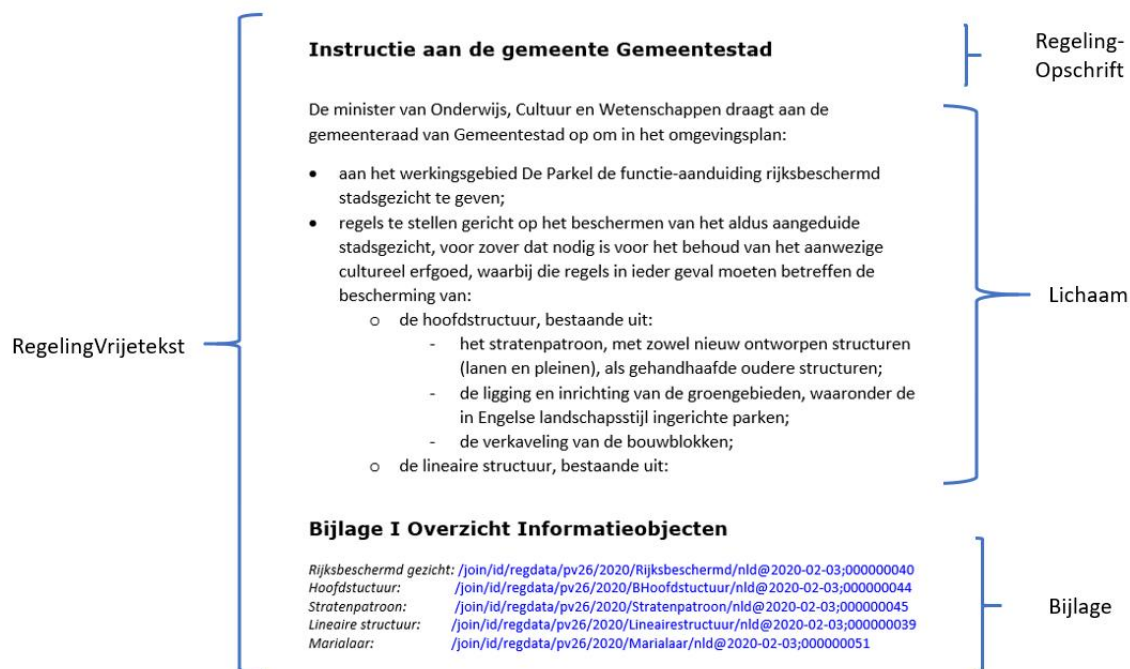 Instructie aan de gemeente Gemeentestad
Regeling-
Opschrift
De minister van Onderwijs, Cultuur en Wetenschappen draagt aan de
gemeenteraad van Gemeentestad op om in het omgevingsplan:
• aan het werkingsgebied De Parkel de functie-aanduiding rijksbeschermd
stadsgezicht te geven;
• regels te stellen gericht op het beschermen van het aldus aangeduide
stadsgezicht, voor zover dat nodig is voor het behoud van het aanwezige
cultureel erfgoed, waarbij die regels in ieder geval moeten betreffen de
bescherming van:
o de hoofdstructuur, bestaande uit:
- het stratenpatroon, met zowel nieuw ontworpen structuren
(lanen en pleinen), als gehandhaafde oudere structuren;
- de ligging en inrichting van de groengebieden, waaronder de
in Engelse landschapsstijl ingerichte parken;
- de verkaveling van de bouwblokken;
o de lineaire structuur, bestaande uit:
Lichaam
RegelingVrijetekst
Bijlage I Overzicht Informatieobjecten
Rijksbeschermd gezicht: /join/id/regdata/pv26/2020/Rijksbeschermd/nld@2020-02-03;000000040
Hoofdstuctuur: /join/id/regdata/pv26/2020/BHoofdstuctuur/nld@2020-02-03;000000044
Stratenpatroon: /join/id/regdata/pv26/2020/Stratenpatroon/nld@2020-02-03;000000045
Lineaire structuur: /join/id/regdata/pv26/2020/Lineairestructuur/nld@2020-02-03;000000039
Marialaar: /join/id/regdata/pv26/2020/Marialaar/nld@2020-02-03;000000051
Bijlage